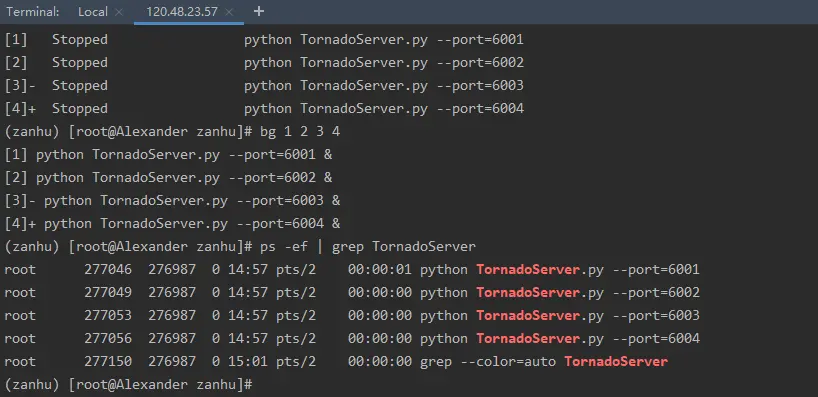 Terminal: Local × 120.48.23.57 × +
[1]   Stopped                 python TornadoServer.py --port=6001
[2]   Stopped                 python TornadoServer.py --port=6002
[3]-  Stopped                 python TornadoServer.py --port=6003
[4]+  Stopped                 python TornadoServer.py --port=6004
(zanhu) [root@Alexander zanhu]# bg 1 2 3 4
[1] python TornadoServer.py --port=6001 &
[2] python TornadoServer.py --port=6002 &
[3]- python TornadoServer.py --port=6003 &
[4]+ python TornadoServer.py --port=6004 &
(zanhu) [root@Alexander zanhu]# ps -ef | grep TornadoServer
root      277046  276987  0 14:57 pts/2    00:00:01 python TornadoServer.py --port=6001
root      277049  276987  0 14:57 pts/2    00:00:00 python TornadoServer.py --port=6002
root      277053  276987  0 14:57 pts/2    00:00:00 python TornadoServer.py --port=6003
root      277056  276987  0 14:57 pts/2    00:00:00 python TornadoServer.py --port=6004
root      277150  276987  0 15:01 pts/2    00:00:00 grep --color=auto TornadoServer
(zanhu) [root@Alexander zanhu]#